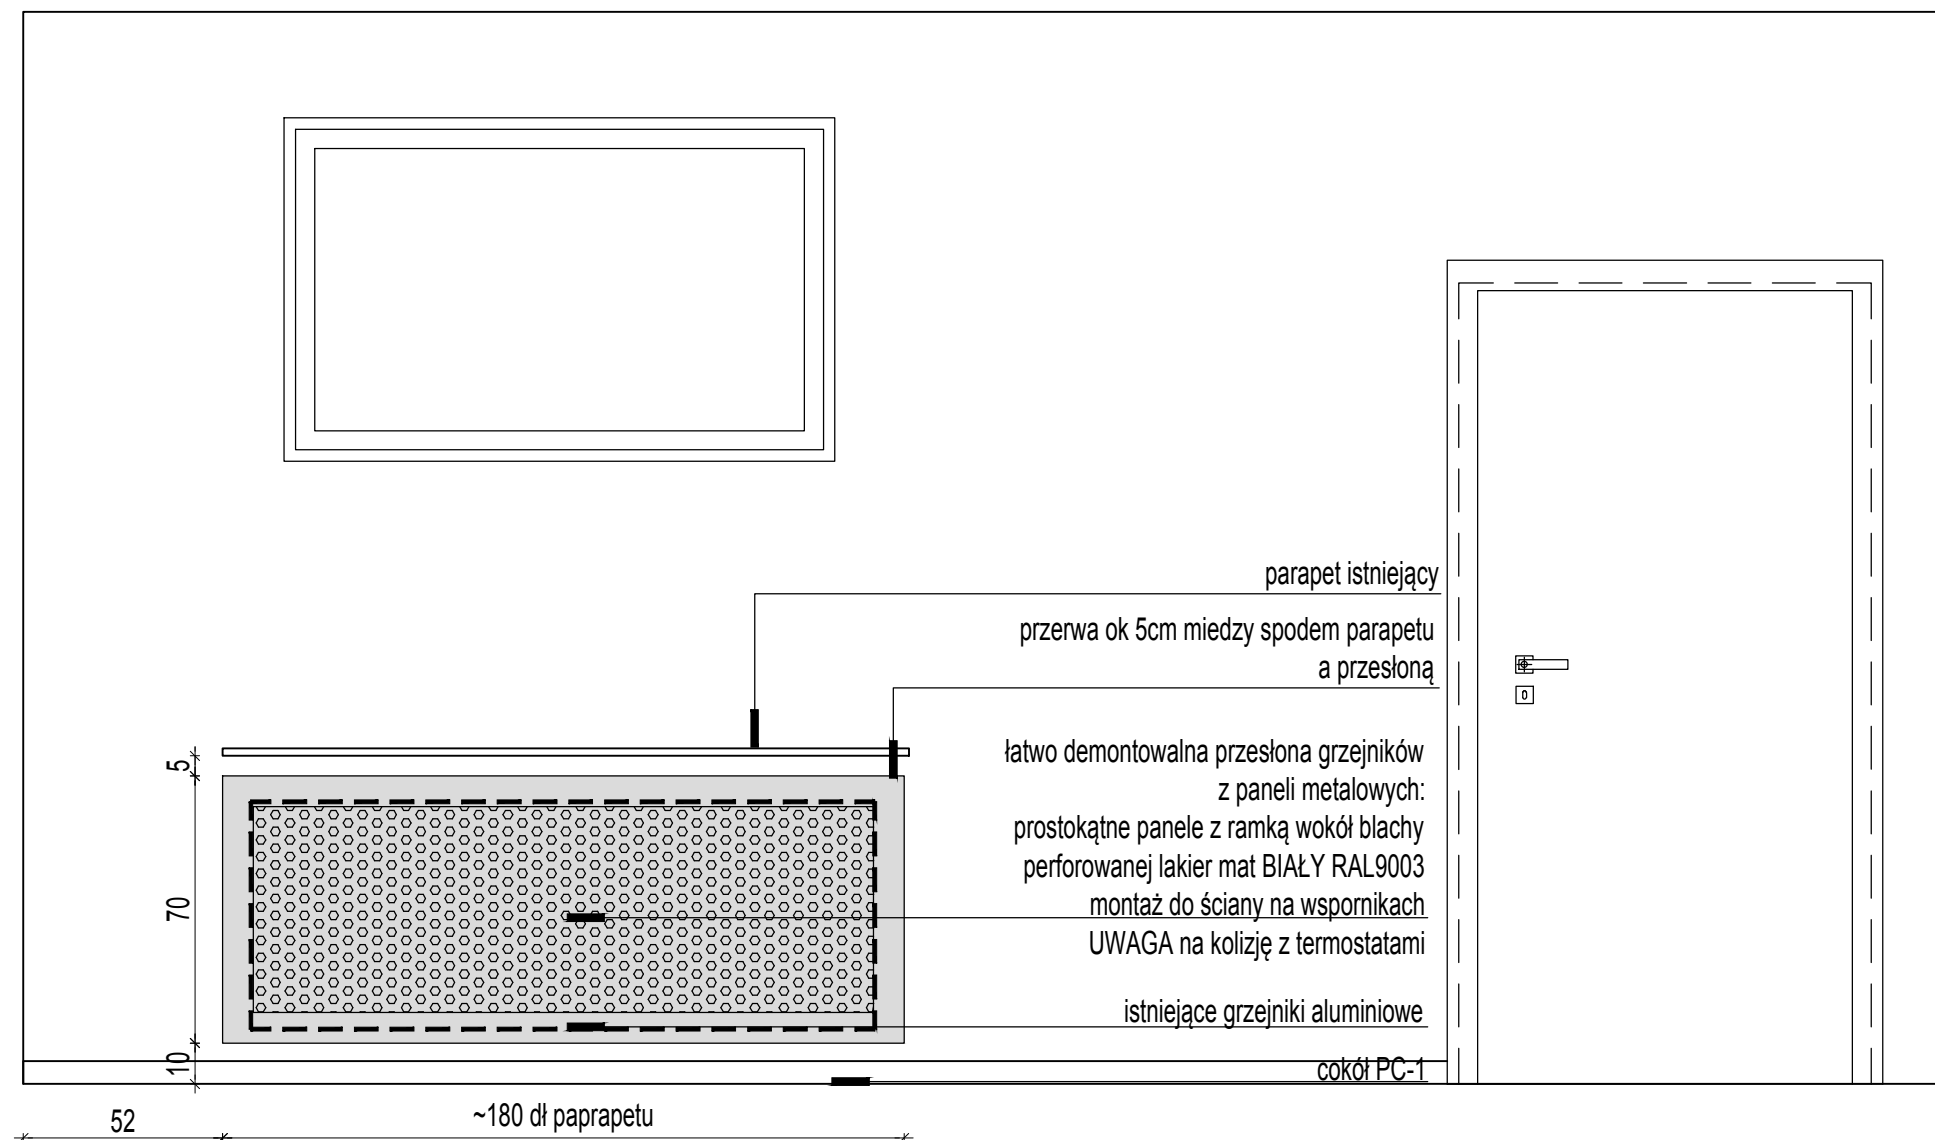 parapet istniejący
przerwa ok 5cm miedzy spodem parapetu
a przesłoną
łatwo demontowalna przesłona grzejników
z paneli metalowych:
prostokątne panele z ramką wokół blachy
perforowanej lakier mat BIAŁY RAL9003
montaż do ściany na wspornikach
UWAGA na kolizję z termostatami
istniejące grzejniki aluminiowe
cokół PC-1
5
70
10
52
~180 dł paprapetu